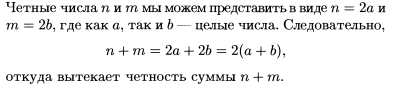 Четные числа n и m мы можем представить в виде n = 2a и
m = 2b, где как a, так и b — целые числа. Следовательно,
n + m = 2a + 2b = 2(a + b),
откуда вытекает четность суммы n + m.